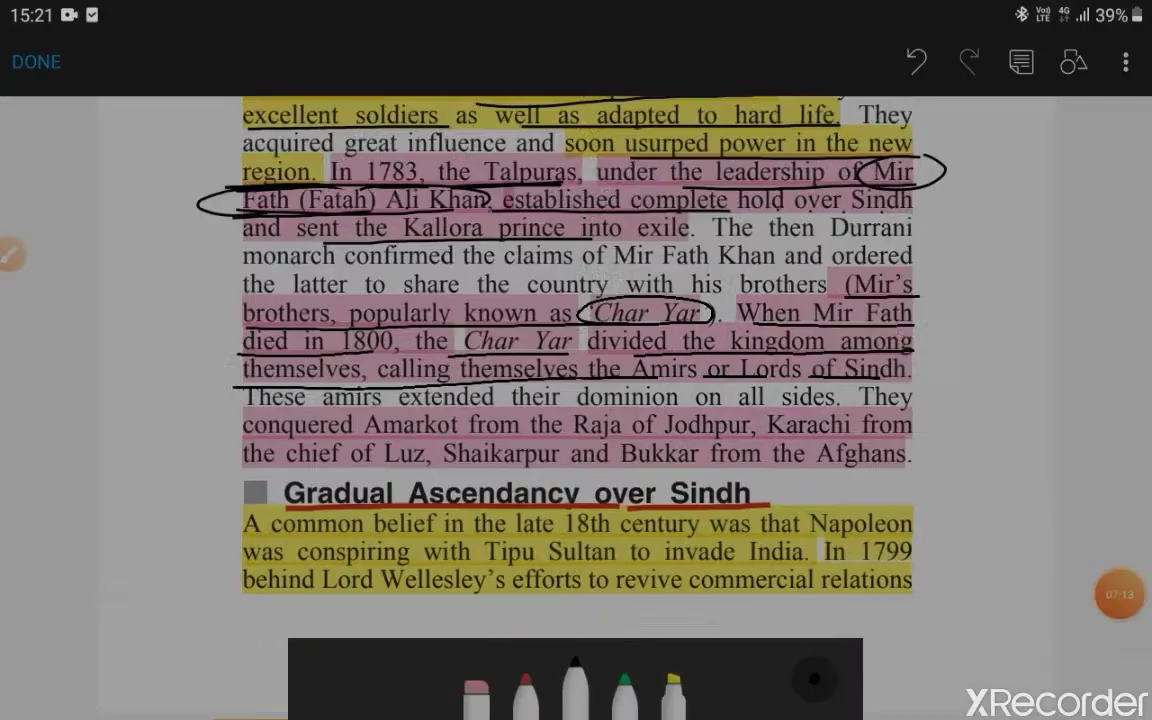 15:21
Vo)) LTE 4G 39%
DONE
excellent soldiers as well as adapted to hard life. They
acquired great influence and soon usurped power in the new
region. In 1783, the Talpuras, under the leadership of Mir
Fath (Fatah) Ali Khan, established complete hold over Sindh
and sent the Kallora prince into exile. The then Durrani
monarch confirmed the claims of Mir Fath Khan and ordered
the latter to share the country with his brothers (Mir's
brothers, popularly known as 'Char Yar'). When Mir Fath
died in 1800, the Char Yar divided the kingdom among
themselves, calling themselves the Amirs or Lords of Sindh.
These amirs extended their dominion on all sides. They
conquered Amarkot from the Raja of Jodhpur, Karachi from
the chief of Luz, Shaikarpur and Bukkar from the Afghans.
Gradual Ascendancy over Sindh
A common belief in the late 18th century was that Napoleon
was conspiring with Tipu Sultan to invade India. In 1799
behind Lord Wellesley's efforts to revive commercial relations
07:13
XRecorder